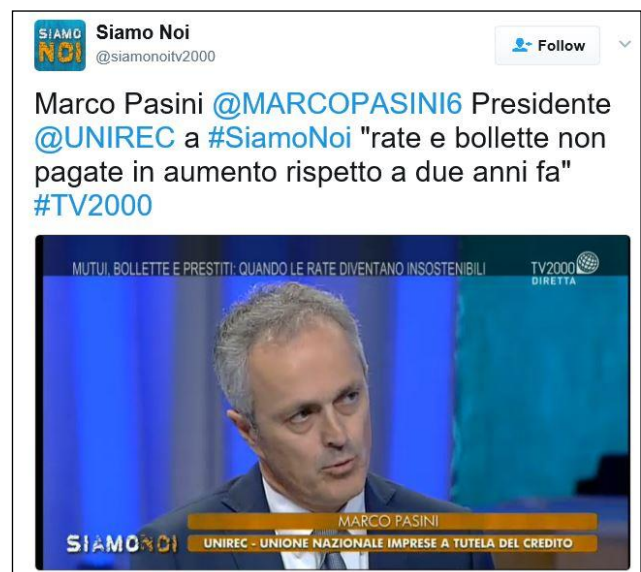 SIAMO
NOI
Siamo Noi
@siamonoitv2000
Follow
Marco Pasini @MARCOPASINI6 Presidente
@UNIREC a #SiamoNoi "rate e bollette non
pagate in aumento rispetto a due anni fa"
#TV2000
MUTUI, BOLLETTE E PRESTITI: QUANDO LE RATE DIVENTANO INSOSTENIBILI
TV2000
DIRETTA
MARCO PASINI
SIAMONOI
UNIREC - UNIONE NAZIONALE IMPRESE A TUTELA DEL CREDITO